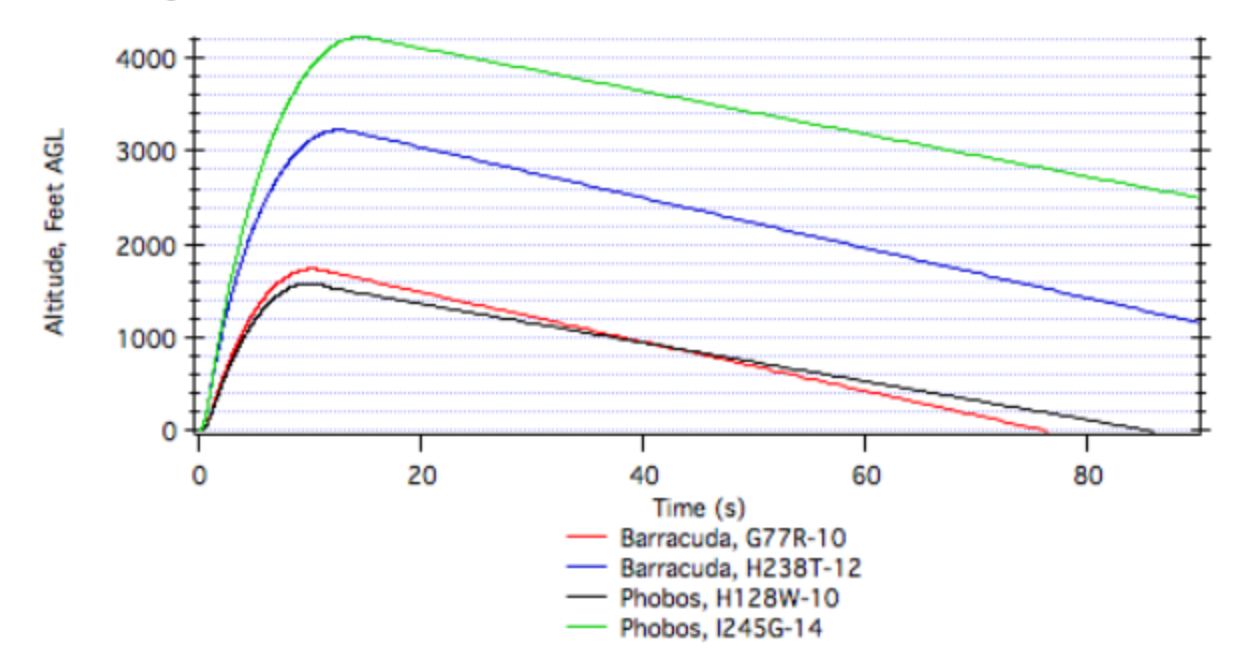 4000
3000
2000
1000
0
Altitude, Feet AGL
0 20 40 60 80
Time (s)
Barracuda, G77R-10
Barracuda, H238T-12
Phobos, H128W-10
Phobos, I245G-14